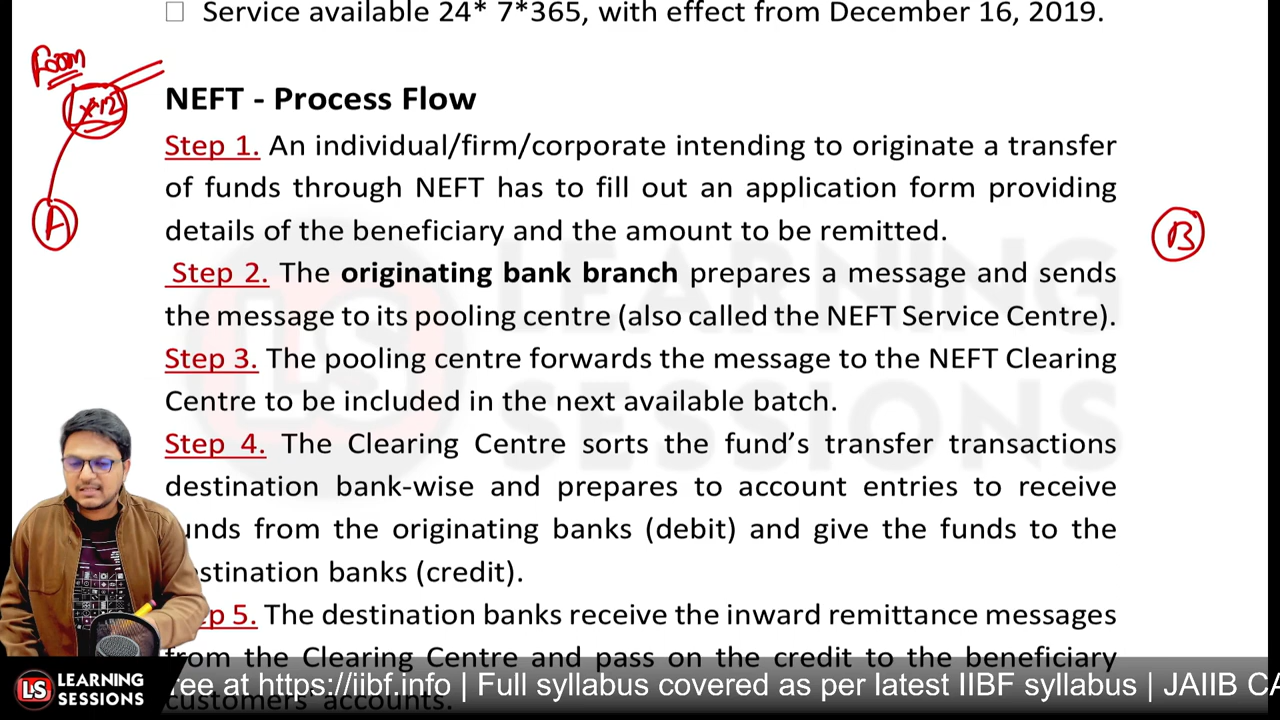 Service available 24* 7*365, with effect from December 16, 2019.
Form
NEFT - Process Flow
Step 1. An individual/firm/corporate intending to originate a transfer
of funds through NEFT has to fill out an application form providing
details of the beneficiary and the amount to be remitted.
A
B
Step 2. The originating bank branch prepares a message and sends
the message to its pooling centre (also called the NEFT Service Centre).
Step 3. The pooling centre forwards the message to the NEFT Clearing
Centre to be included in the next available batch.
Step 4. The Clearing Centre sorts the fund's transfer transactions
destination bank-wise and prepares to account entries to receive
unds from the originating banks (debit) and give the funds to the
stination banks (credit).
p 5. The destination banks receive the inward remittance messages
from the Clearing Centre and pass on the credit to the beneficiary
customers' accounts.
LS LEARNING SESSIONS
ree at https://iibf.info | Full syllabus covered as per latest IIBF syllabus | JAIIB CA
LS LEARNING
SESSIONS